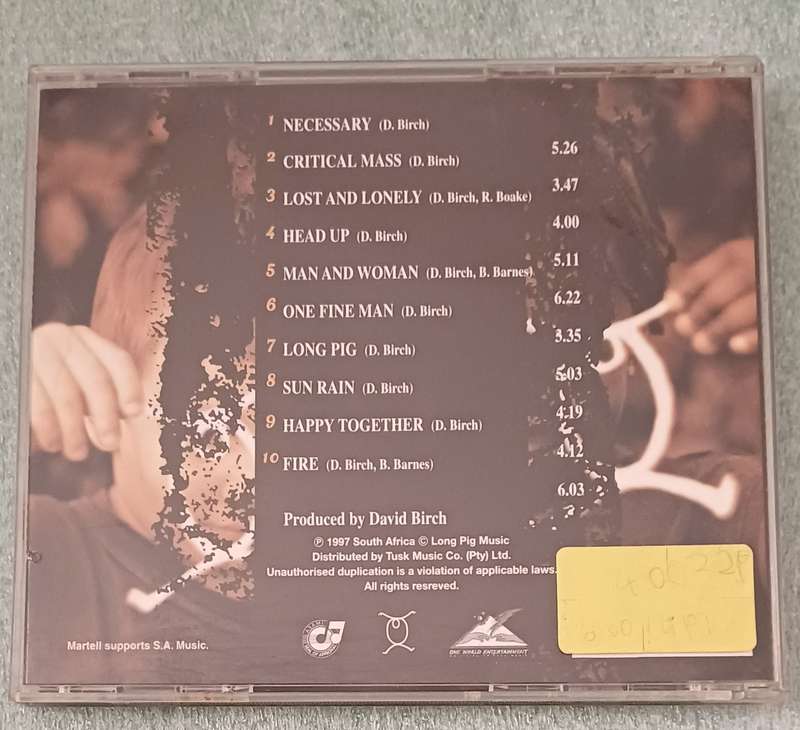 1 NECESSARY (D. Birch)
5.26
2 CRITICAL MASS (D. Birch)
3.47
3 LOST AND LONELY (D. Birch, R. Boake)
4.00
4 HEAD UP (D. Birch)
5.11
5 MAN AND WOMAN (D. Birch, B. Barnes)
6.22
6 ONE FINE MAN (D. Birch)
3.35
7 LONG PIG (D. Birch)
5.03
8 SUN RAIN (D. Birch)
4.19
9 HAPPY TOGETHER (D. Birch)
4.12
10 FIRE (D. Birch, B. Barnes)
6.03
Produced by David Birch
℗ 1997 South Africa © Long Pig Music
Distributed by Tusk Music Co. (Pty) Ltd.
Unauthorised duplication is a violation of applicable laws.
All rights resreved.
Martell supports S.A. Music.
ONE WORLD ENTERTAINMENT